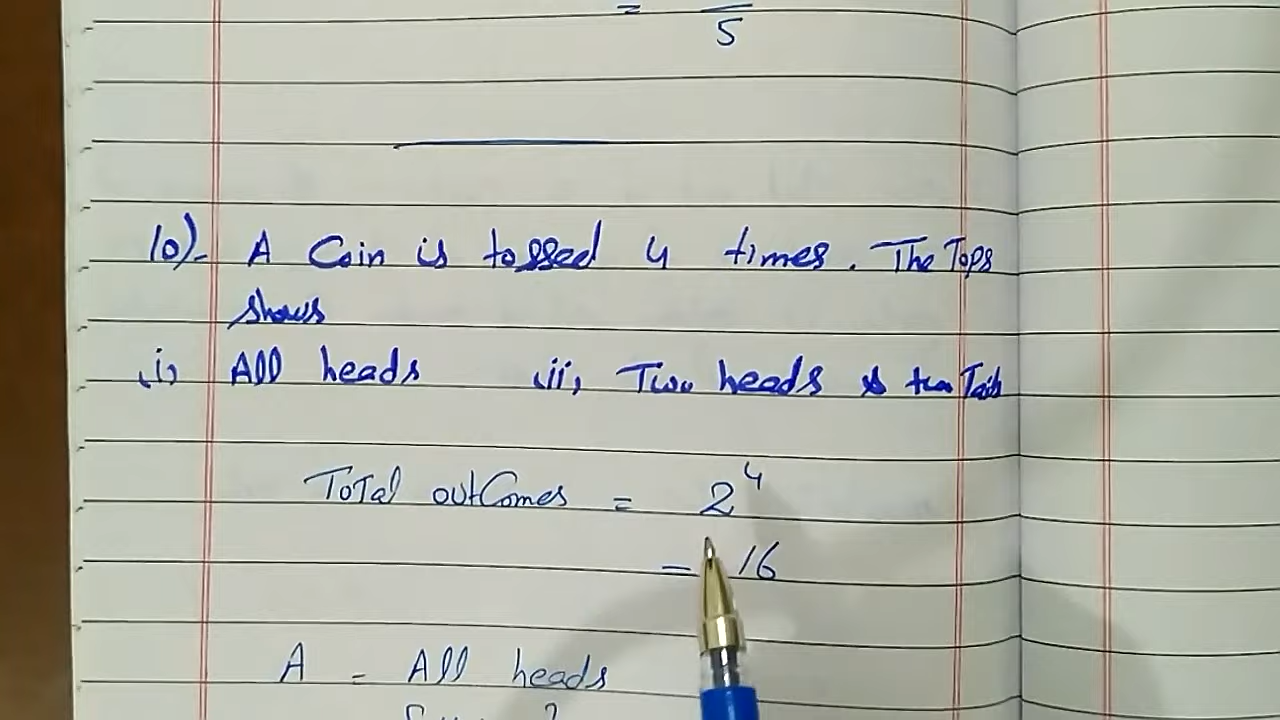 = 5
10)- A Coin is tossed 4 times. The Tops
shows
i, All heads ii, Two heads & two Tails
Total outComes = 2^4
= 16
A = All heads